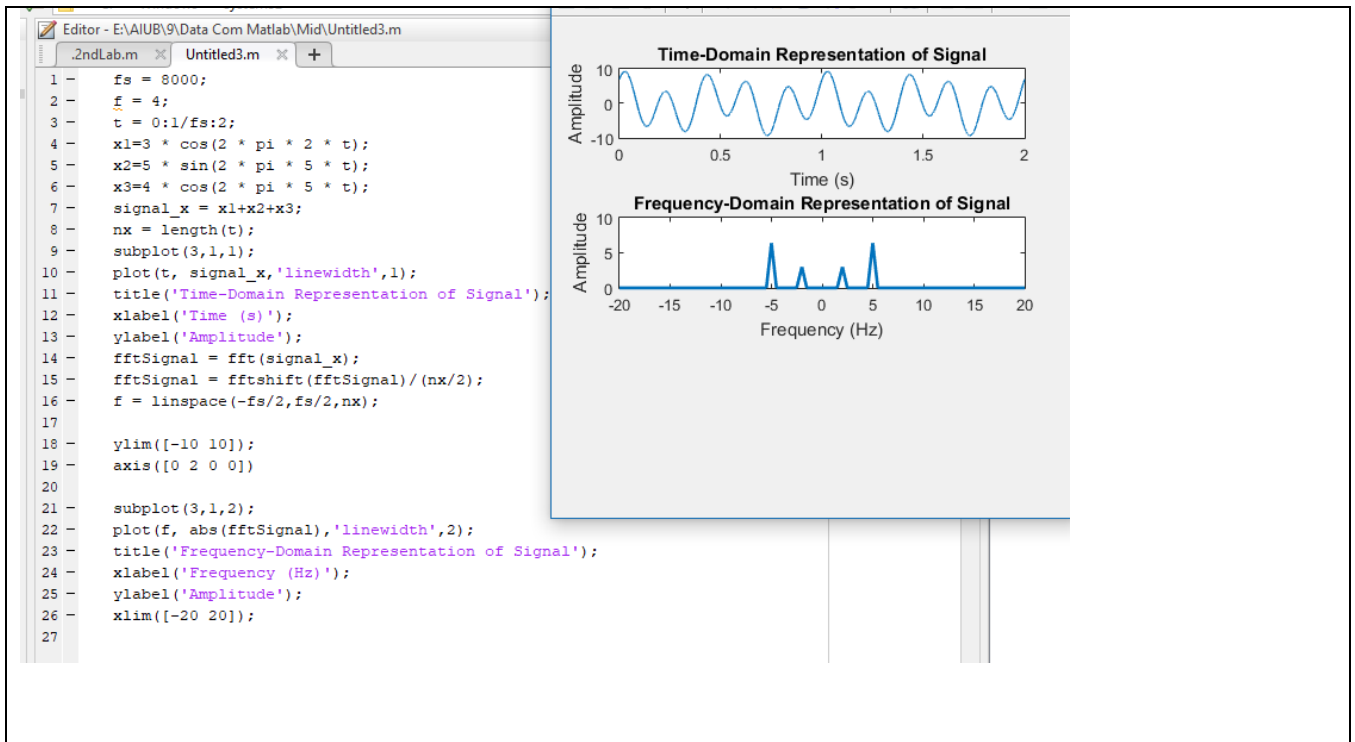 Editor - E:\AIUB\9\Data Com Matlab\Mid\Untitled3.m
.2ndLab.m × Untitled3.m × +
1 - fs = 8000;
2 - f = 4;
3 - t = 0:1/fs:2;
4 - x1=3 * cos(2 * pi * 2 * t);
5 - x2=5 * sin(2 * pi * 5 * t);
6 - x3=4 * cos(2 * pi * 5 * t);
7 - signal_x = x1+x2+x3;
8 - nx = length(t);
9 - subplot(3,1,1);
10 - plot(t, signal_x,'linewidth',1);
11 - title('Time-Domain Representation of Signal');
12 - xlabel('Time (s)');
13 - ylabel('Amplitude');
14 - fftSignal = fft(signal_x);
15 - fftSignal = fftshift(fftSignal)/(nx/2);
16 - f = linspace(-fs/2,fs/2,nx);
17
18 - ylim([-10 10]);
19 - axis([0 2 0 0])
20
21 - subplot(3,1,2);
22 - plot(f, abs(fftSignal),'linewidth',2);
23 - title('Frequency-Domain Representation of Signal');
24 - xlabel('Frequency (Hz)');
25 - ylabel('Amplitude');
26 - xlim([-20 20]);
27
Time-Domain Representation of Signal
Amplitude
10
0
-10
0 0.5 1 1.5 2
Time (s)
Frequency-Domain Representation of Signal
Amplitude
10
5
0
-20 -15 -10 -5 0 5 10 15 20
Frequency (Hz)